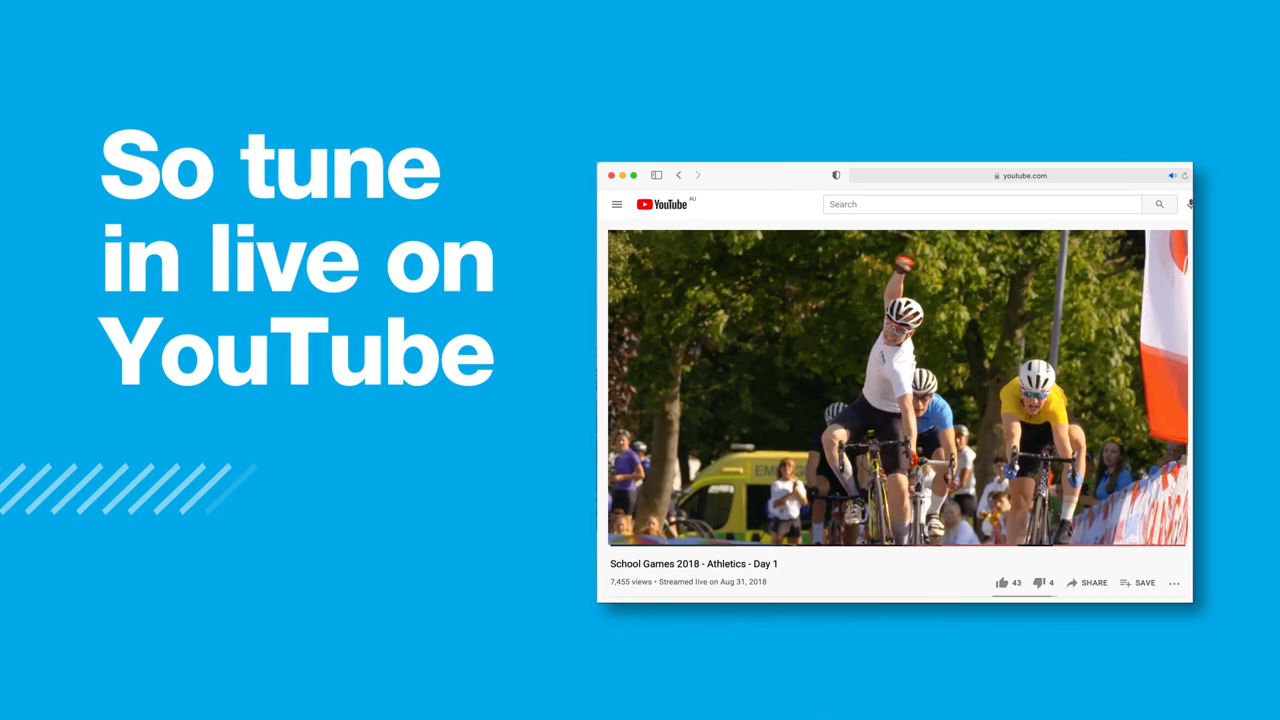 So tune
in live on
YouTube
youtube.com
YouTube AU
Search
EMERG
School Games 2018 - Athletics - Day 1
7,455 views • Streamed live on Aug 31, 2018
43
4
SHARE
SAVE